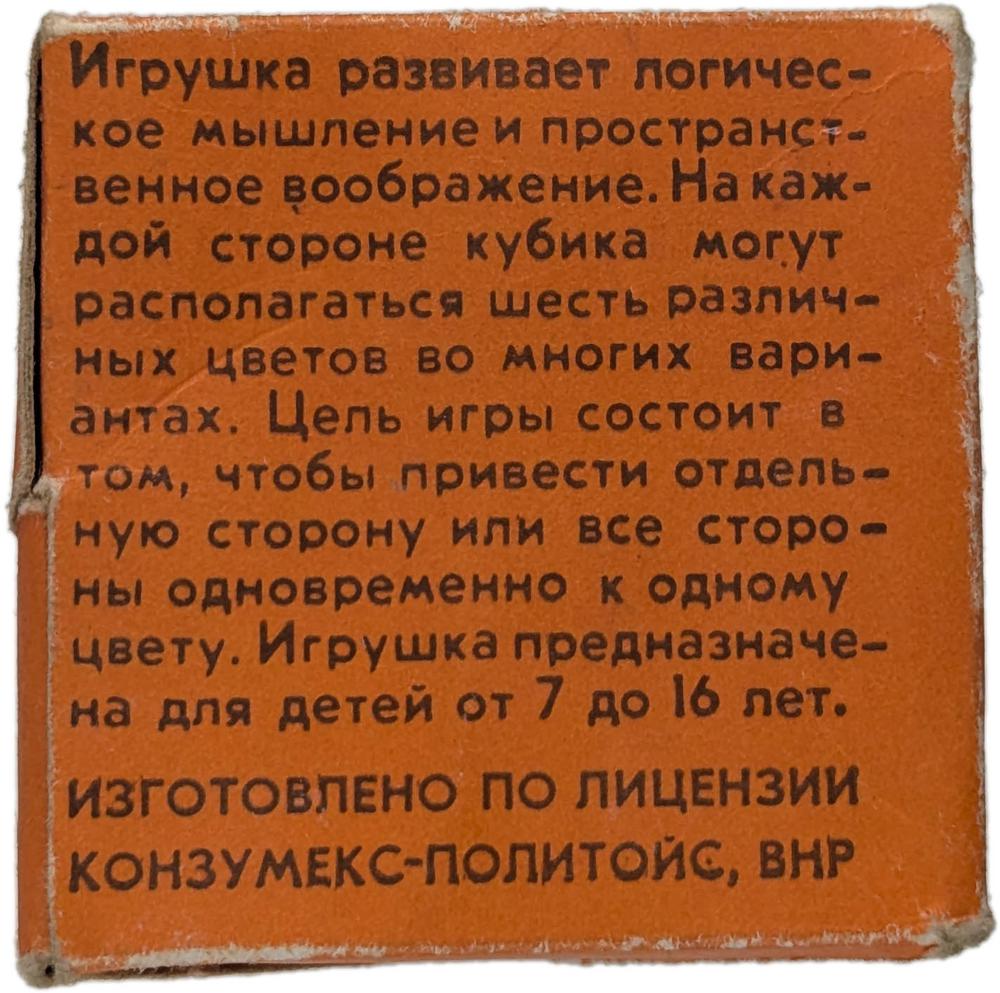 Игрушка развивает логичес-
кое мышление и пространст-
венное воображение. На каж-
дой стороне кубика могут
располагаться шесть различ-
ных цветов во многих вари-
антах. Цель игры состоит в
том, чтобы привести отдель-
ную сторону или все сторо-
ны одновременно к одному
цвету. Игрушка предназначе-
на для детей от 7 до 16 лет.
ИЗГОТОВЛЕНО ПО ЛИЦЕНЗИИ
КОНЗУМЕКС-ПОЛИТОЙС, ВНР